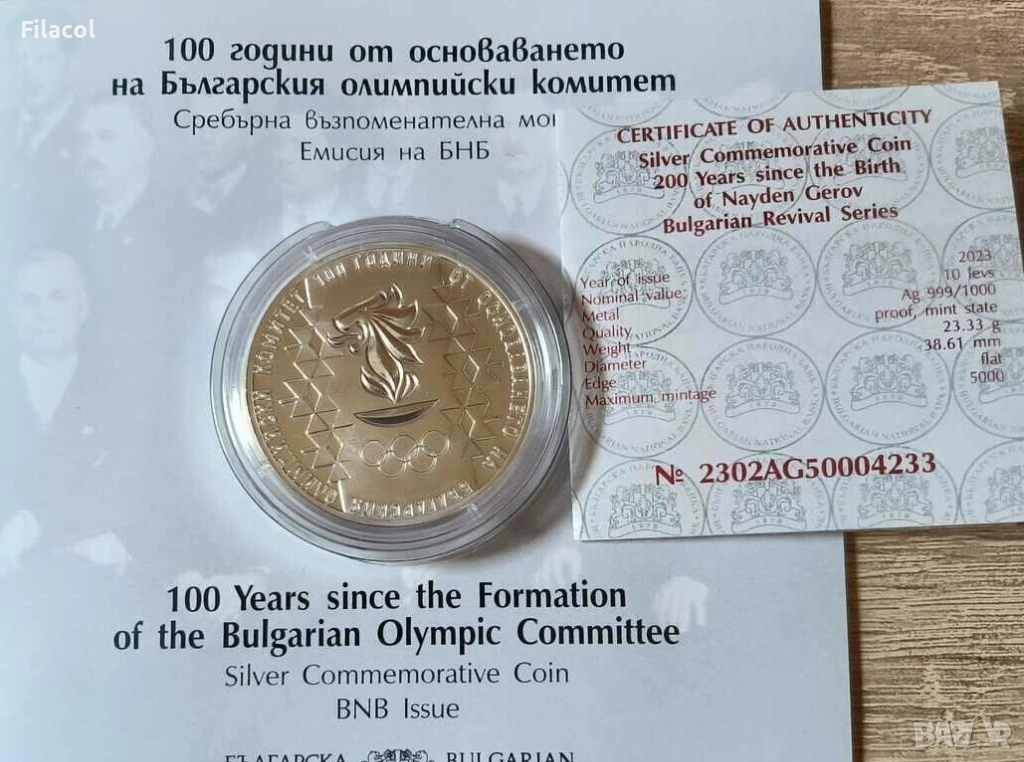 Filacol
100 години от основаването
на Българския олимпийски комитет
Сребърна възпоменателна
Емисия на БНБ
100 ГОДИНИ ОТ ОСНОВАВАНЕТО НА БЪЛГАРСКИЯ ОЛИМПИЙСКИ КОМИТЕТ
100 Years since the Formation
of the Bulgarian Olympic Committee
Silver Commemorative Coin
BNB Issue
БЪЛГАРСКА BULGARIAN
CERTIFICATE OF AUTHENTICITY
Silver Commemorative Coin
200 Years since the Birth
of Nayden Gerov
Bulgarian Revival Series
Year of issue 2023
Nominal value 10 levs
Metal Ag 999/1000
Quality proof, mint state
Weight 23.33 g
Diameter 38.61 mm
Edge flat
Maximum mintage 5000
№ 2302AG50004233
BAZAR